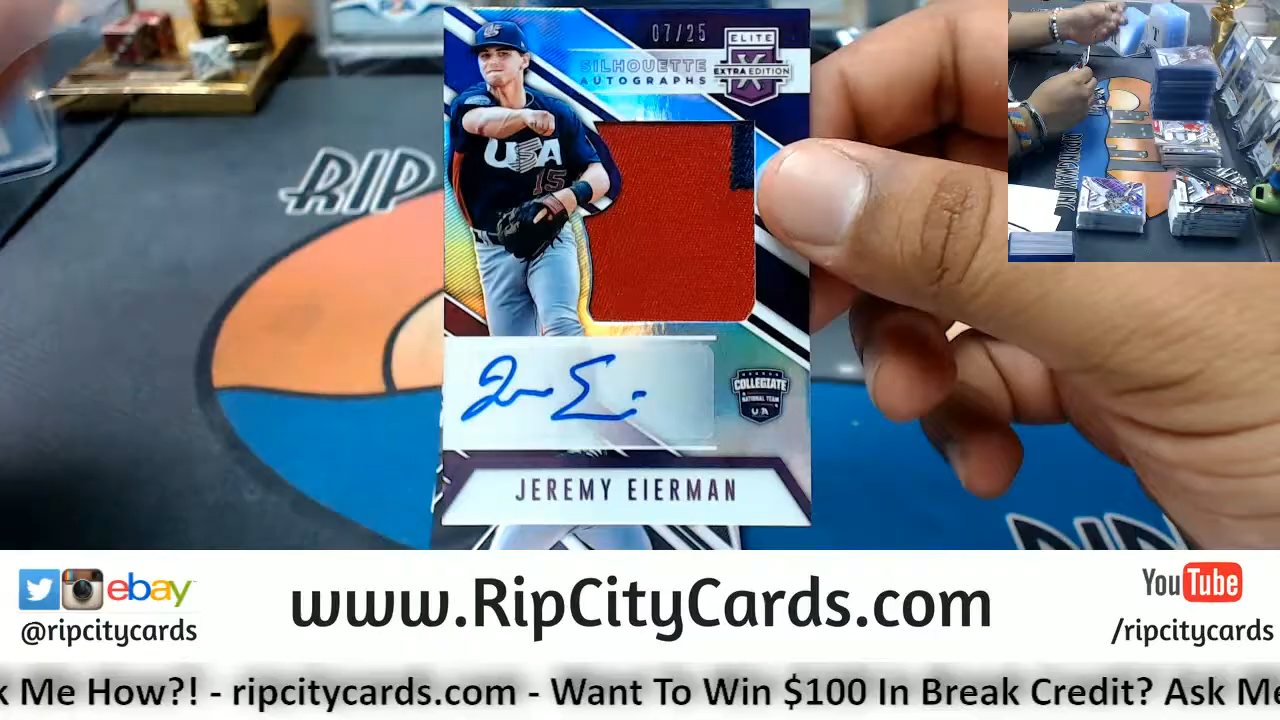 07/25
ELITE
SILHOUETTE
EXTRA EDITION
AUTOGRAPHS
X
USA
15
COLLEGIATE
NATIONAL TEAM
USA
JEREMY EIERMAN
RIP
ebay
@ripcitycards
www.RipCityCards.com
YouTube
/ripcitycards
k Me How?! - ripcitycards.com - Want To Win $100 In Break Credit? Ask Me